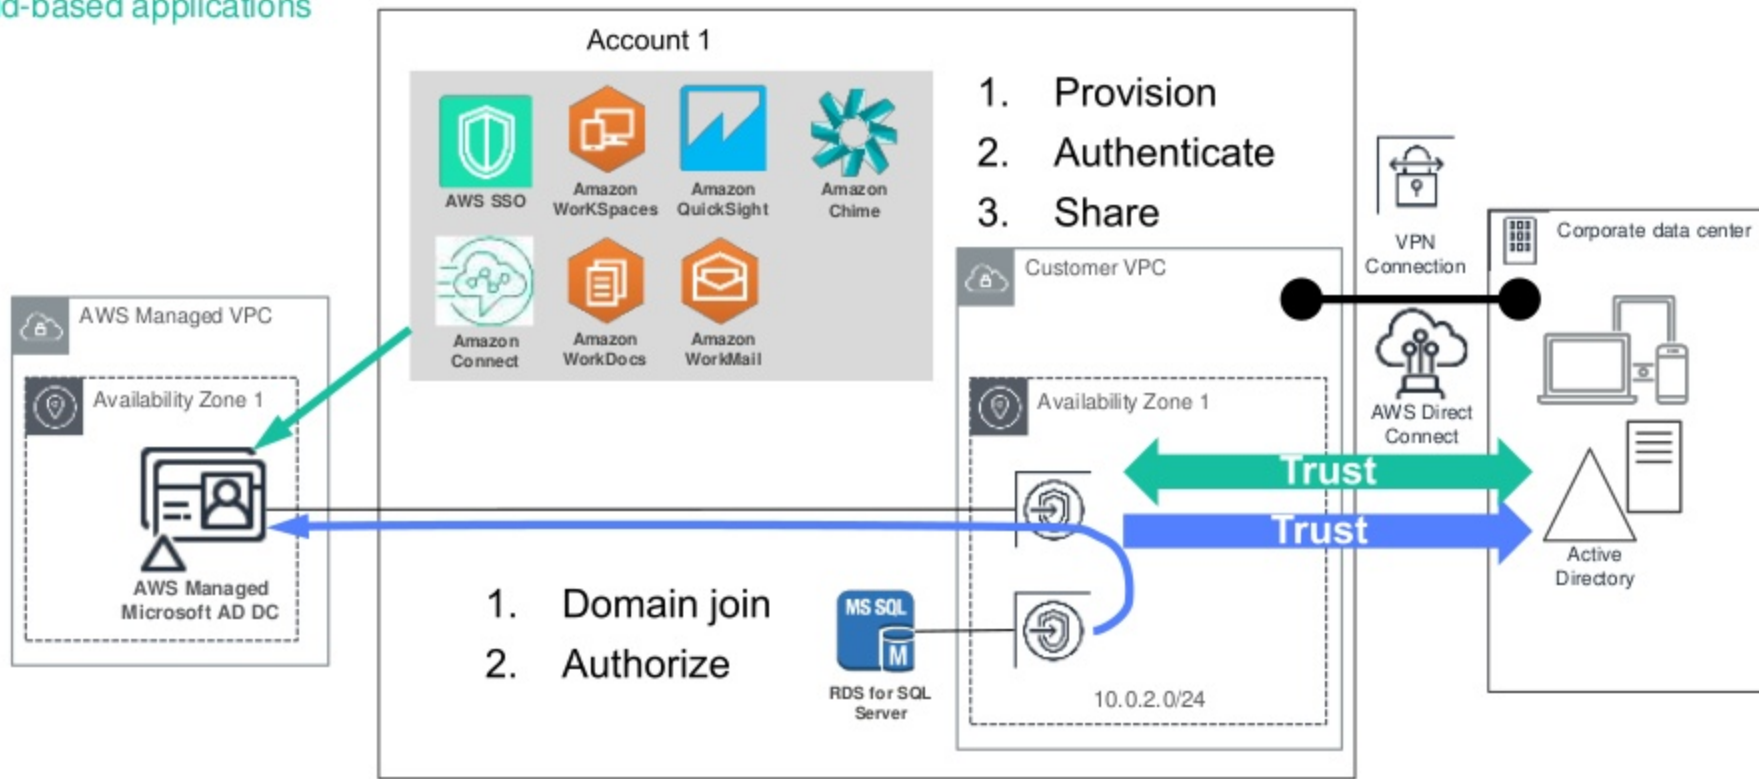 d-based applications
Account 1
AWS SSO
Amazon
WorKSpaces
Amazon
QuickSight
Amazon
Chime
Amazon
Connect
Amazon
WorkDocs
Amazon
WorkMail
1. Provision
2. Authenticate
3. Share
VPN
Connection
Corporate data center
Customer VPC
AWS Managed VPC
Availability Zone 1
Availability Zone 1
AWS Direct
Connect
Trust
Trust
Active
Directory
AWS Managed
Microsoft AD DC
1. Domain join
2. Authorize
MS SQL
M
RDS for SQL
Server
10.0.2.0/24